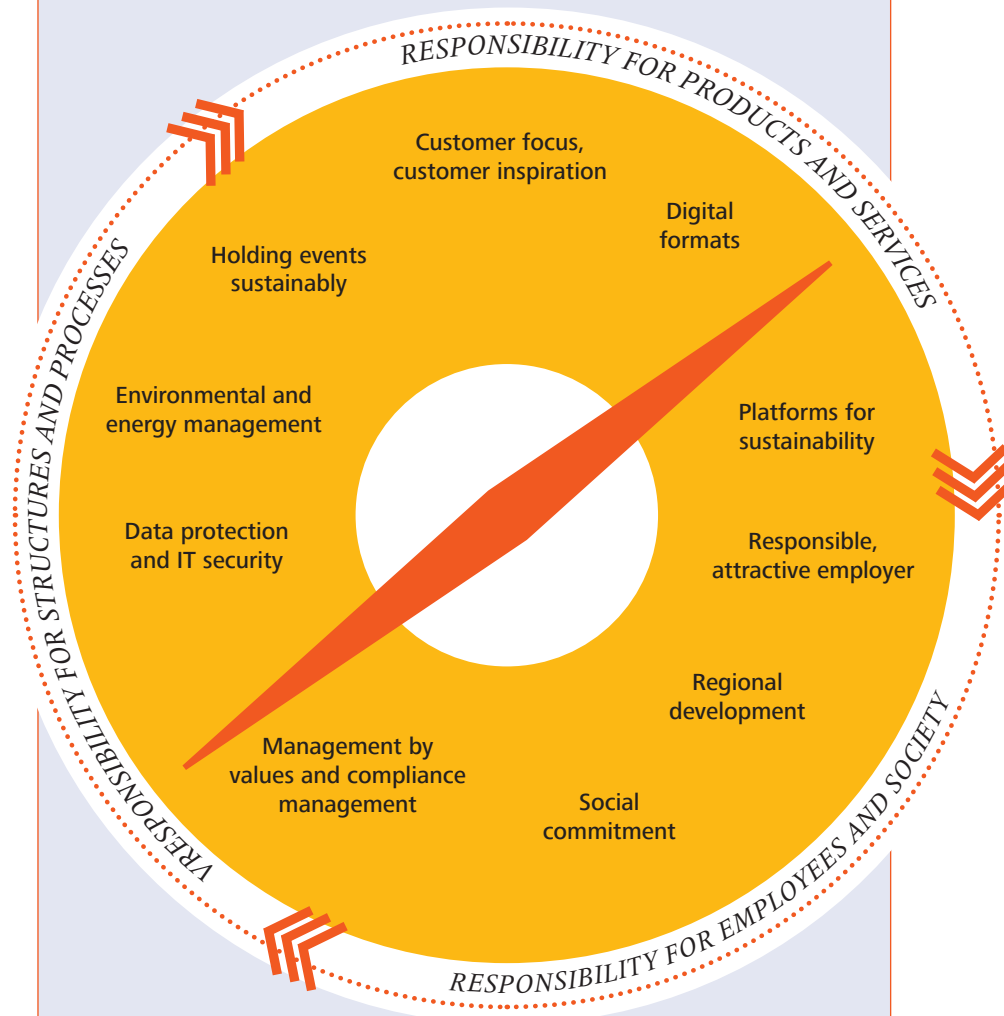 RESPONSIBILITY FOR PRODUCTS AND SERVICES
Customer focus,
customer inspiration
Digital
formats
Platforms for
sustainability
Responsible,
attractive employer
Regional
development
Social
commitment
RESPONSIBILITY FOR EMPLOYEES AND SOCIETY
Management by
values and compliance
management
Data protection
and IT security
Environmental and
energy management
Holding events
sustainably
VRESPONSIBILITY FOR STRUCTURES AND PROCESSES